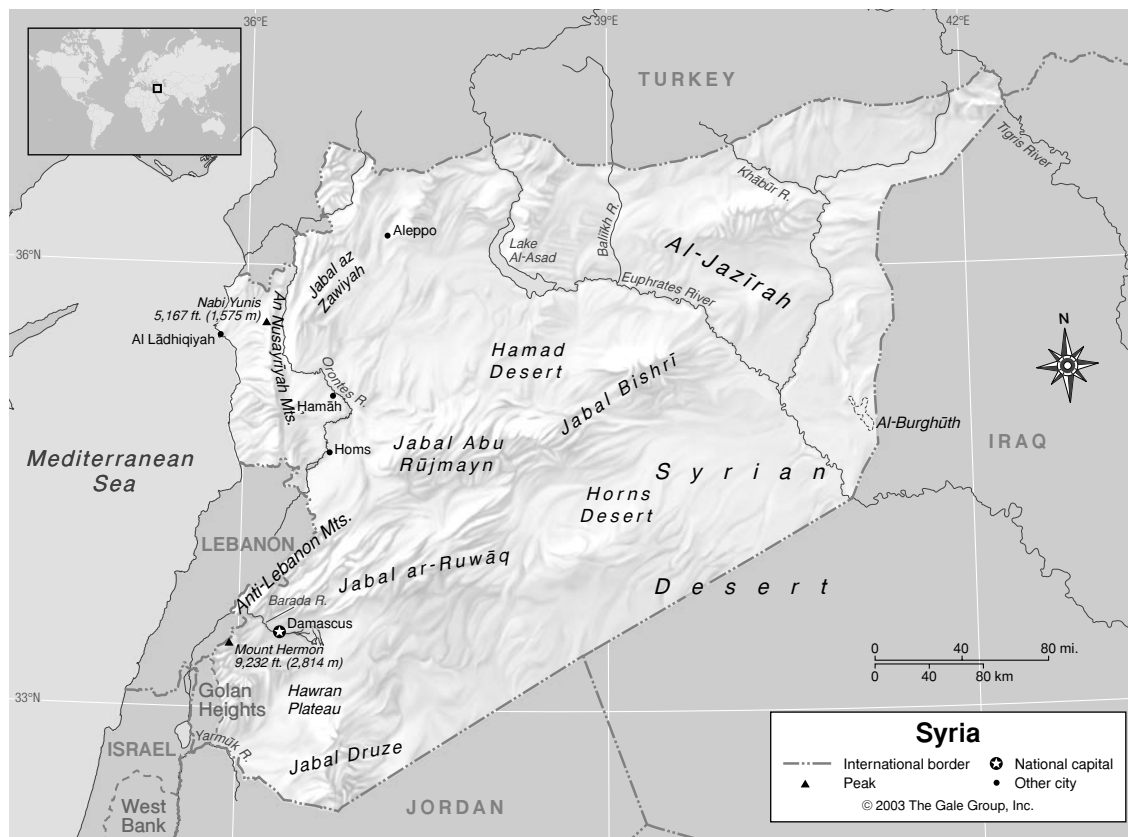 36°E
39°E
42°E
TURKEY
Tigris River
Khābūr R.
Balīkh R.
Aleppo
Lake
Al-Asad
Al-Jazīrah
36°N
Jabal az
Zawiyah
Euphrates River
Nabi Yunis
5,167 ft. (1,575 m)
An Nusayrīyah Mts.
Al Lādhiqiyah
N
Hamad
Desert
Orontes R.
Jabal Bishrī
Ḥamāh
Al-Burghūth
Homs
Jabal Abu
Rūjmayn
IRAQ
Mediterranean
Sea
Syrian
Horns
Desert
LEBANON
Anti-Lebanon Mts.
Jabal ar-Ruwāq
Desert
Barada R.
Damascus
Mount Hermon
9,232 ft. (2,814 m)
0 40 80 mi.
0 40 80 km
33°N
Golan
Heights
Hawran
Plateau
Yarmūk R.
ISRAEL
Jabal Druze
West
Bank
JORDAN
Syria
International border
National capital
Peak
Other city
© 2003 The Gale Group, Inc.